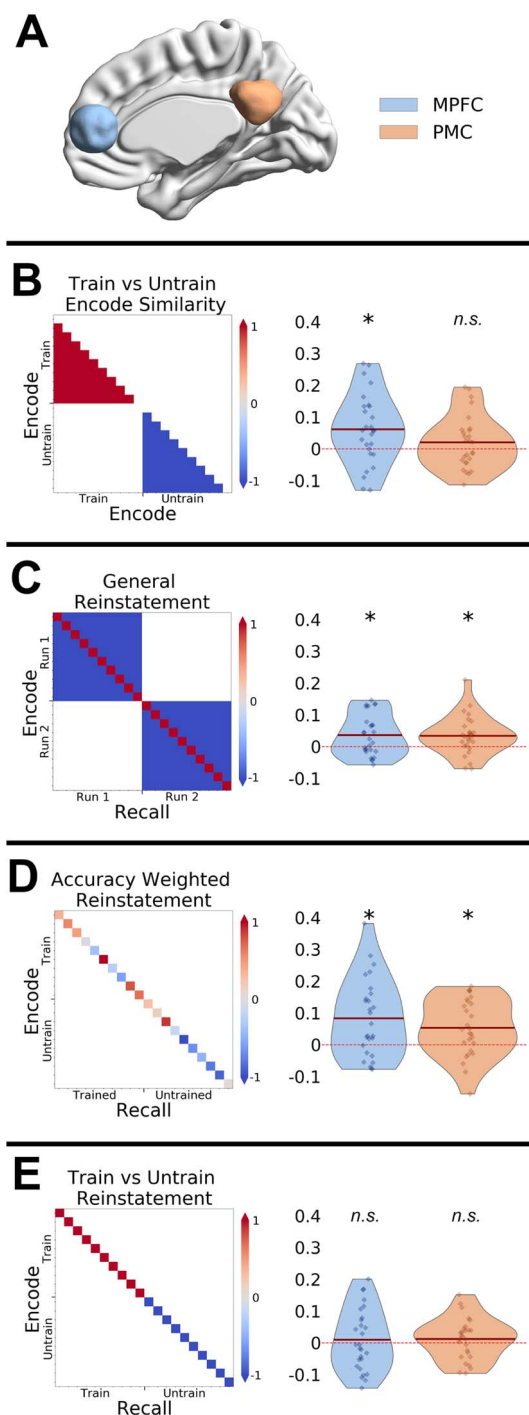 A
MPFC
PMC
B
Train vs Untrain
Encode Similarity
Encode
Train
Untrain
Train
Untrain
Encode
1
0
-1
0.4
0.3
0.2
0.1
0
-0.1
*
n.s.
C
General
Reinstatement
Encode
Run 1
Run 2
Run 1
Run 2
Recall
1
0
-1
0.4
0.3
0.2
0.1
0
-0.1
*
*
D
Accuracy Weighted
Reinstatement
Encode
Train
Untrain
Trained
Untrained
Recall
1
0
-1
0.4
0.3
0.2
0.1
0
-0.1
*
*
E
Train vs Untrain
Reinstatement
Encode
Train
Untrain
Train
Untrain
Recall
1
0
-1
0.4
0.3
0.2
0.1
0
-0.1
n.s.
n.s.